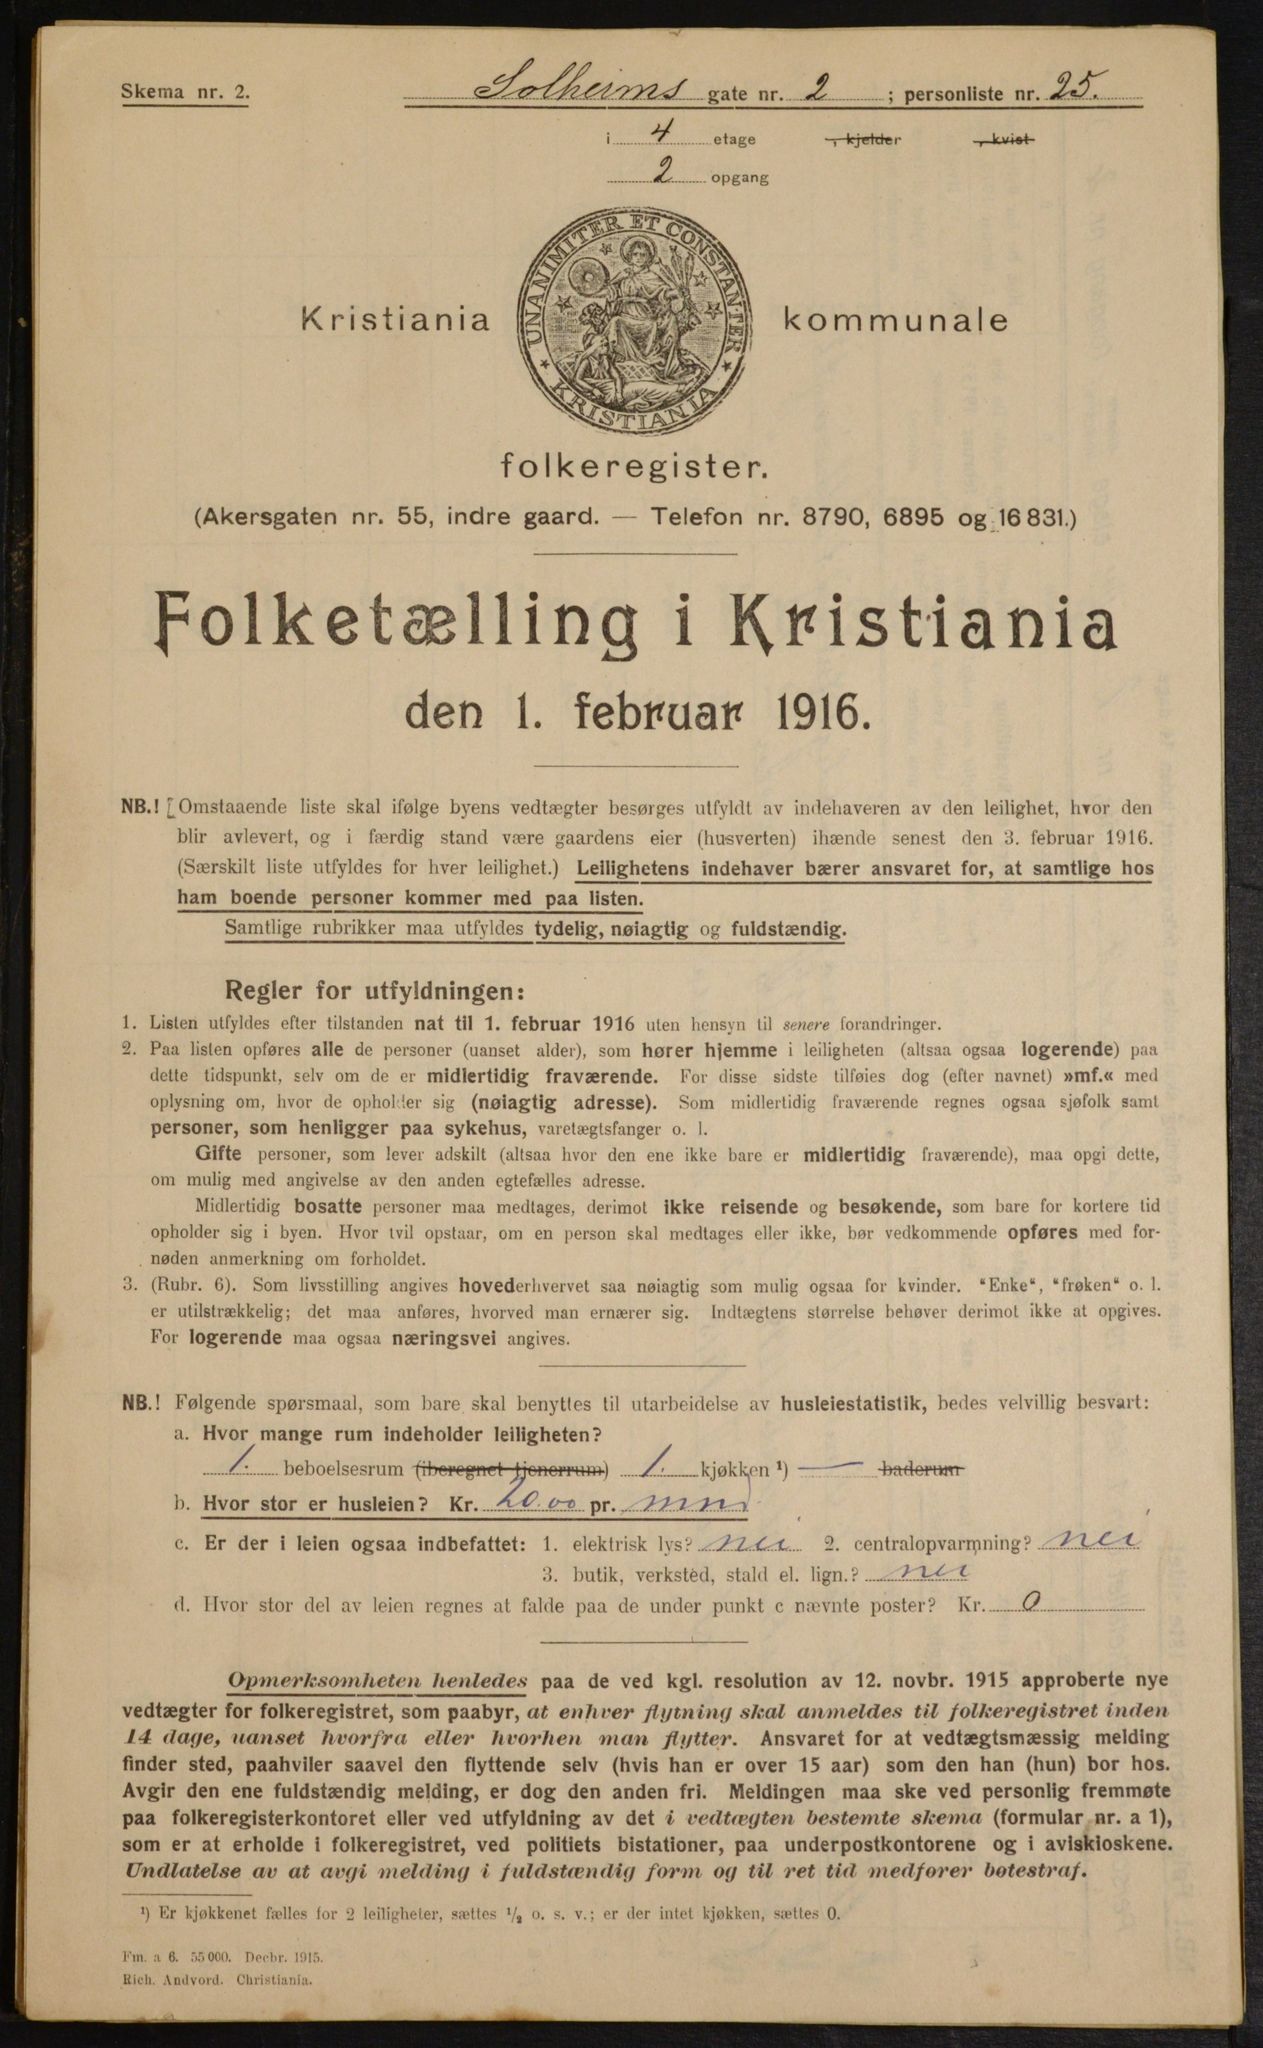 Skema nr. 2.
Solheims gate nr. 2 ; personliste nr. 25.
i 4 etage , kjelder , kvist
2 opgang
UNANIMITER ET CONSTANTER
KRISTIANIA
Kristiania kommunale
folkeregister.
(Akersgaten nr. 55, indre gaard. — Telefon nr. 8790, 6895 og 16 831.)
Folketælling i Kristiania
den 1. februar 1916.
NB.! [Omstaaende liste skal ifølge byens vedtægter besørges utfyldt av indehaveren av den leilighet, hvor den
blir avlevert, og i færdig stand være gaardens eier (husverten) ihænde senest den 3. februar 1916.
(Særskilt liste utfyldes for hver leilighet.) Leilighetens indehaver bærer ansvaret for, at samtlige hos
ham boende personer kommer med paa listen.
Samtlige rubrikker maa utfyldes tydelig, nøiagtig og fuldstændig.
Regler for utfyldningen:
1. Listen utfyldes efter tilstanden nat til 1. februar 1916 uten hensyn til senere forandringer.
2. Paa listen opføres alle de personer (uanset alder), som hører hjemme i leiligheten (altsaa ogsaa logerende) paa
dette tidspunkt, selv om de er midlertidig fraværende. For disse sidste tilføies dog (efter navnet) »mf.« med
oplysning om, hvor de opholder sig (nøiagtig adresse). Som midlertidig fraværende regnes ogsaa sjøfolk samt
personer, som henligger paa sykehus, varetægtsfanger o. l.
Gifte personer, som lever adskilt (altsaa hvor den ene ikke bare er midlertidig fraværende), maa opgi dette,
om mulig med angivelse av den anden egtefælles adresse.
Midlertidig bosatte personer maa medtages, derimot ikke reisende og besøkende, som bare for kortere tid
opholder sig i byen. Hvor tvil opstaar, om en person skal medtages eller ikke, bør vedkommende opføres med for-
nøden anmerkning om forholdet.
3. (Rubr. 6). Som livsstilling angives hovederhvervet saa nøiagtig som mulig ogsaa for kvinder. "Enke", "frøken" o. l.
er utilstrækkelig; det maa anføres, hvorved man ernærer sig. Indtægtens størrelse behøver derimot ikke at opgives.
For logerende maa ogsaa næringsvei angives.
NB.! Følgende spørsmaal, som bare skal benyttes til utarbeidelse av husleiestatistik, bedes velvillig besvart:
a. Hvor mange rum indeholder leiligheten?
1. beboelsesrum (iberegnet tjenerrum) 1. kjøkken ¹) — baderum
b. Hvor stor er husleien? Kr. 20.00 pr. mnd.
c. Er der i leien ogsaa indbefattet: 1. elektrisk lys? nei 2. centralopvarmning? nei
3. butik, verksted, stald el. lign.? nei
d. Hvor stor del av leien regnes at falde paa de under punkt c nævnte poster? Kr. 0
Opmerksomheten henledes paa de ved kgl. resolution av 12. novbr. 1915 approberte nye
vedtægter for folkeregistret, som paabyr, at enhver flytning skal anmeldes til folkeregistret inden
14 dage, uanset hvorfra eller hvorhen man flytter. Ansvaret for at vedtægtsmæssig melding
finder sted, paahviler saavel den flyttende selv (hvis han er over 15 aar) som den han (hun) bor hos.
Avgir den ene fuldstændig melding, er dog den anden fri. Meldingen maa ske ved personlig fremmøte
paa folkeregisterkontoret eller ved utfyldning av det i vedtægten bestemte skema (formular nr. a 1),
som er at erholde i folkeregistret, ved politiets bistationer, paa underpostkontorene og i aviskioskene.
Undlatelse av at avgi melding i fuldstændig form og til ret tid medfører bøtestraf.
¹) Er kjøkkenet fælles for 2 leiligheter, sættes ½ o. s. v.; er der intet kjøkken, sættes 0.
Fm. a 6. 55 000. Decbr. 1915.
Rich. Andvord. Christiania.